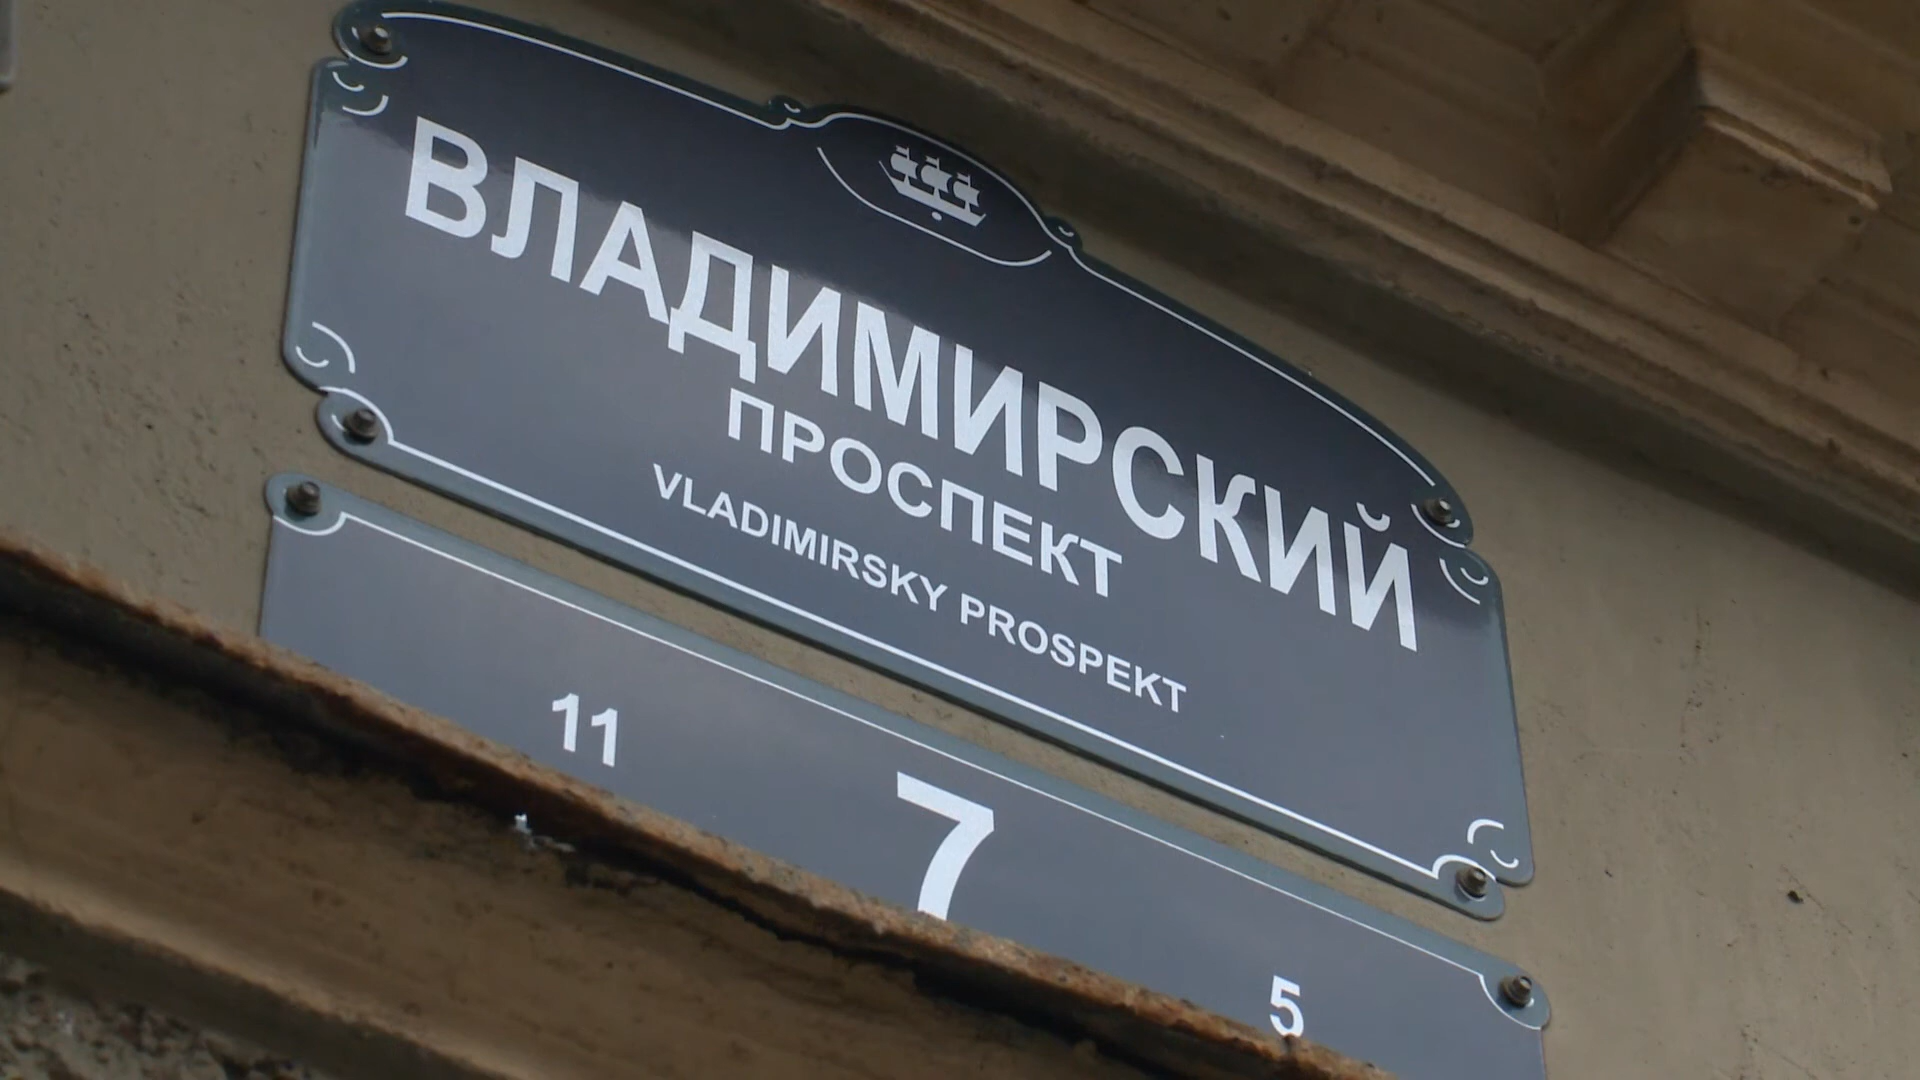 ВЛАДИМИРСКИЙ
ПРОСПЕКТ
VLADIMIRSKY PROSPEKT
11
7
5